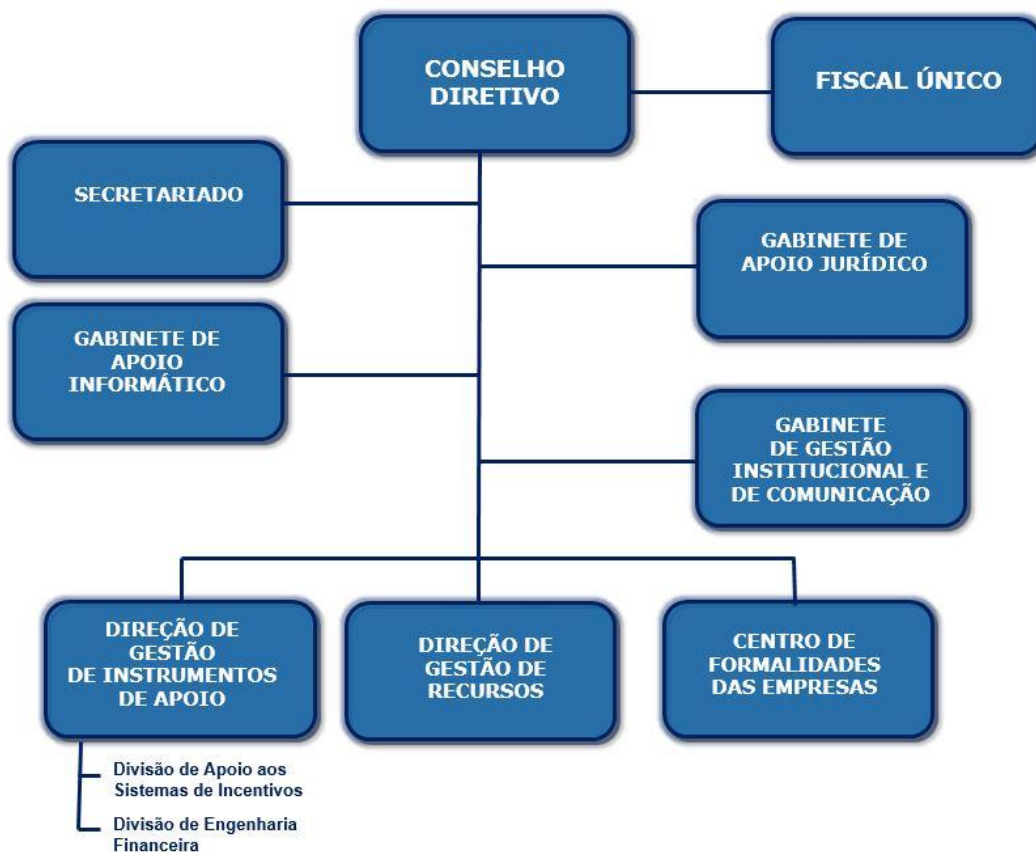 CONSELHO
DIRETIVO
FISCAL ÚNICO
SECRETARIADO
GABINETE DE
APOIO JURÍDICO
GABINETE DE
APOIO
INFORMÁTICO
GABINETE
DE GESTÃO
INSTITUCIONAL E
DE COMUNICAÇÃO
DIREÇÃO DE
GESTÃO
DE INSTRUMENTOS
DE APOIO
DIREÇÃO DE
GESTÃO DE
RECURSOS
CENTRO DE
FORMALIDADES
DAS EMPRESAS
Divisão de Apoio aos
Sistemas de Incentivos
Divisão de Engenharia
Financeira